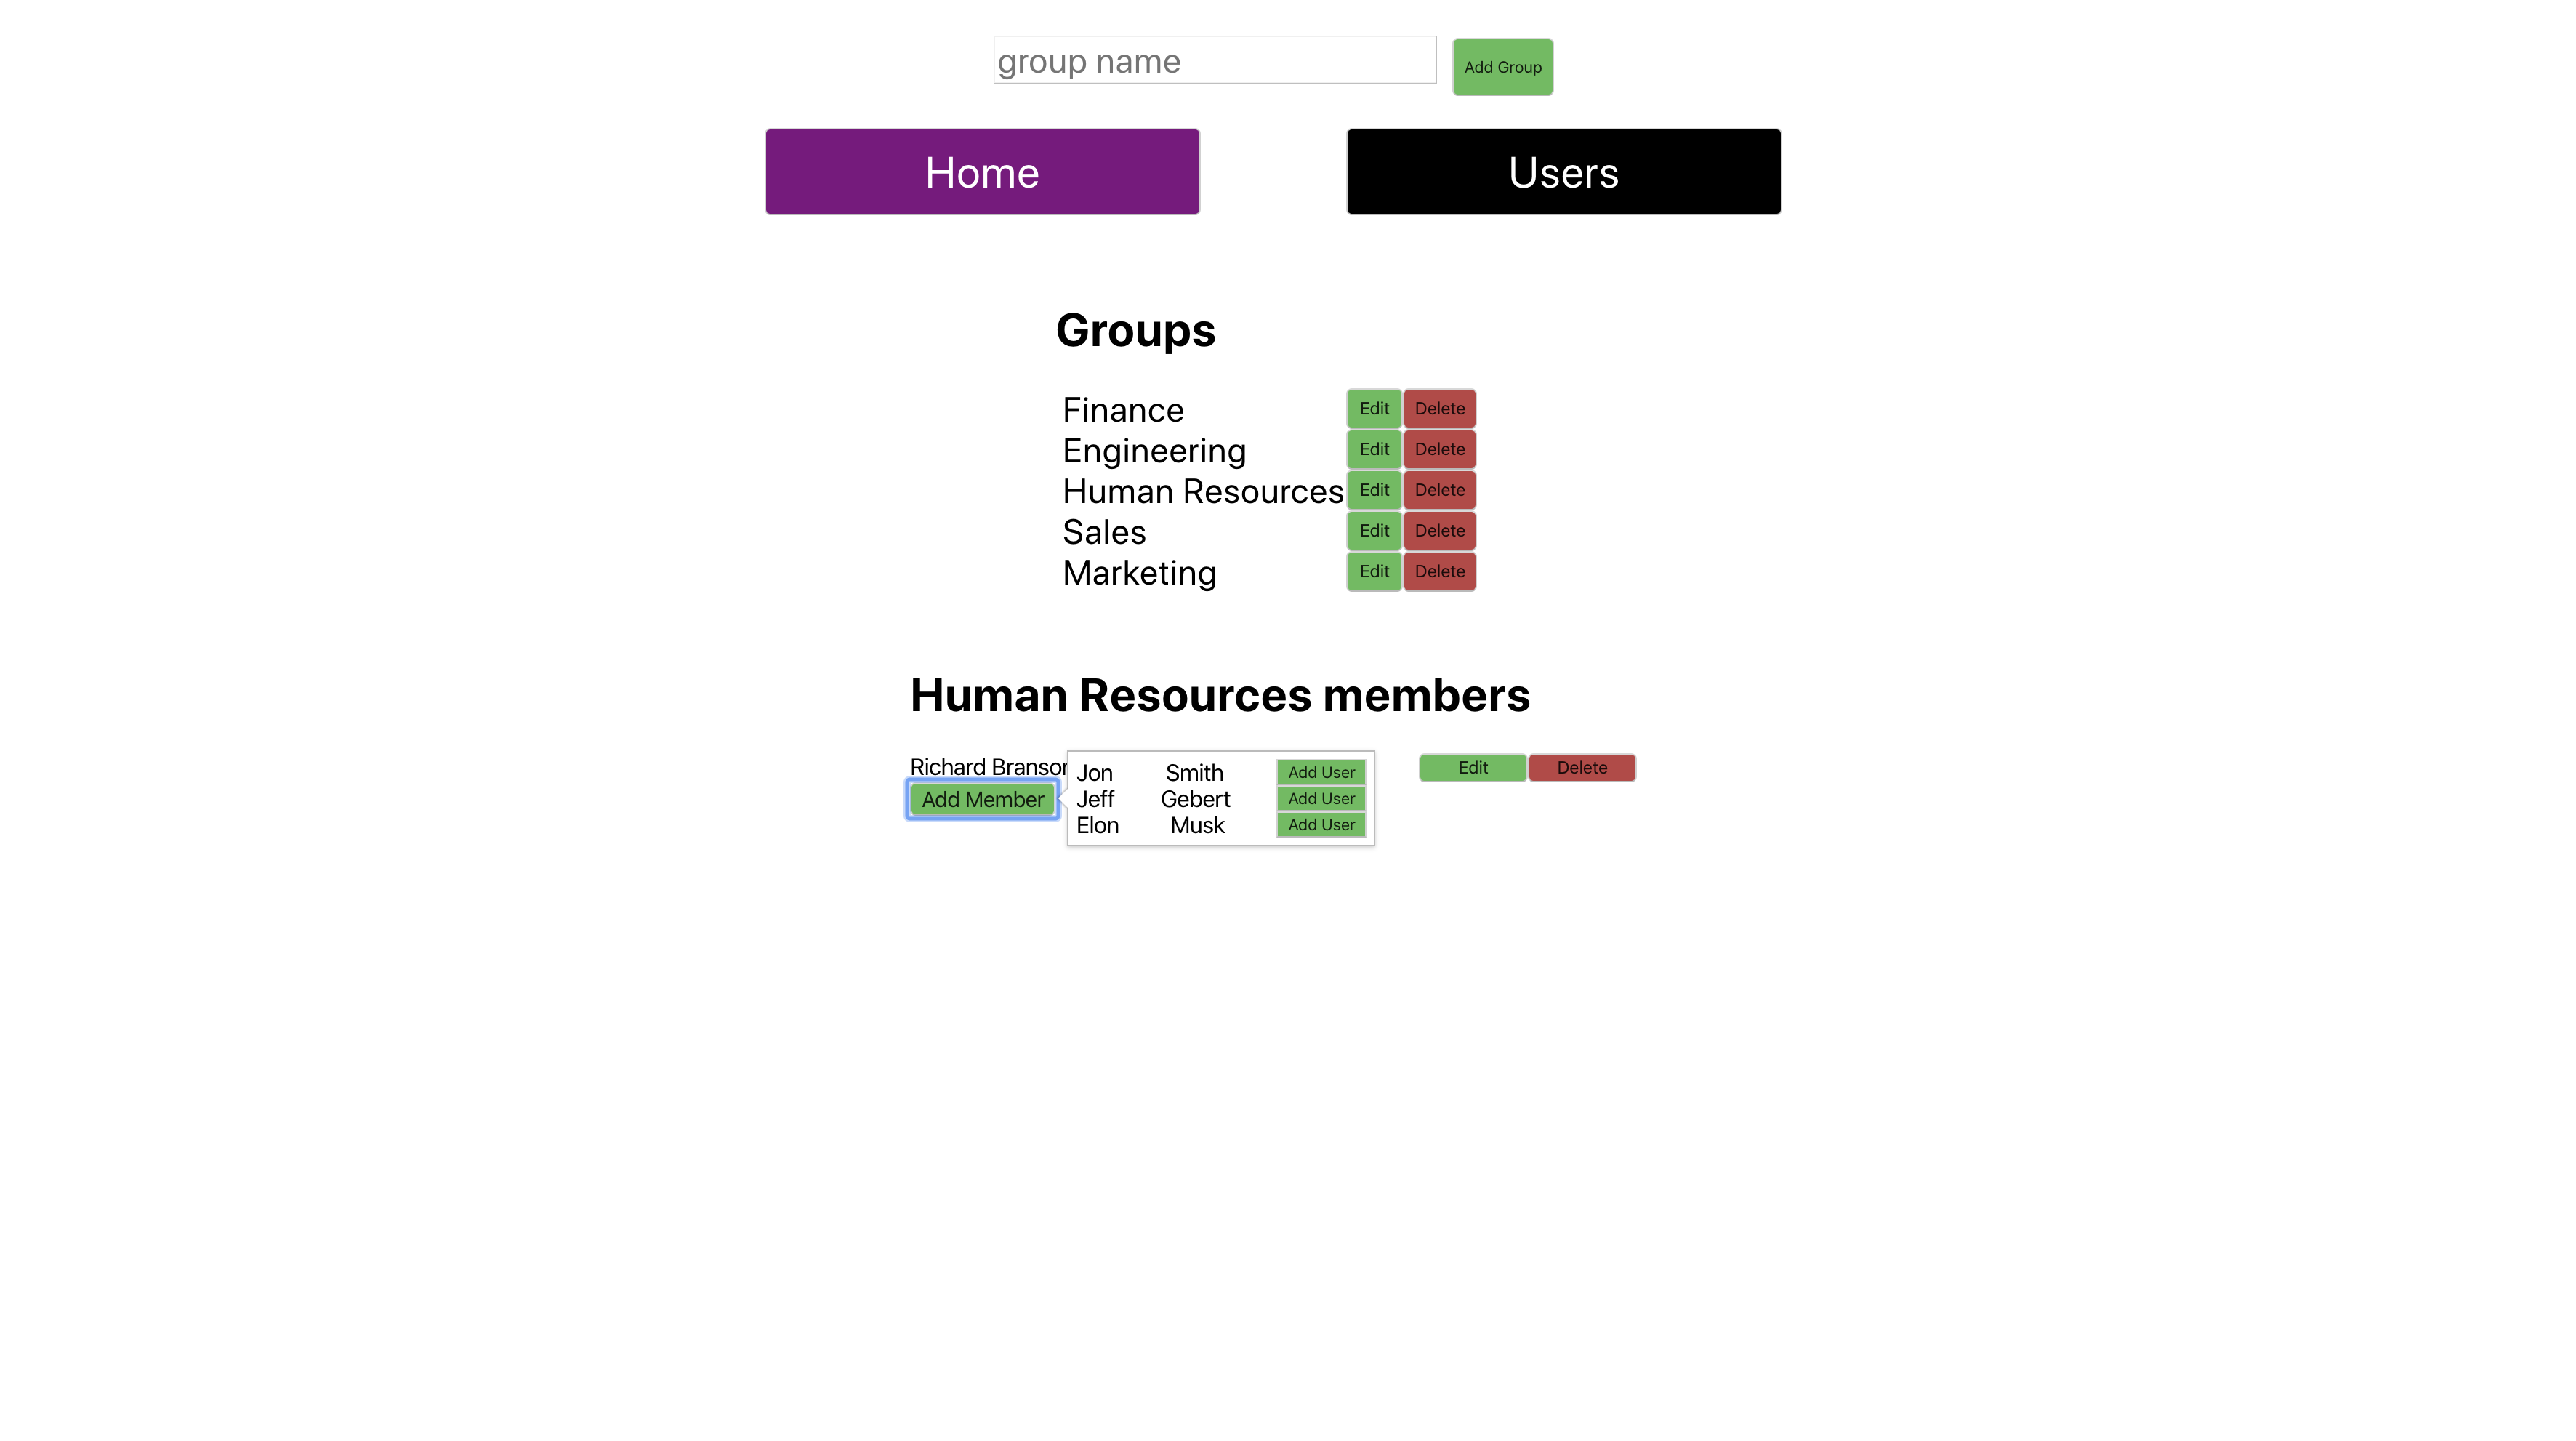 group name Add Group
Home Users
Groups
Finance Edit Delete
Engineering Edit Delete
Human Resources Edit Delete
Sales Edit Delete
Marketing Edit Delete
Human Resources members
Richard Branson Edit Delete
Add Member
Jon Smith Add User
Jeff Gebert Add User
Elon Musk Add User